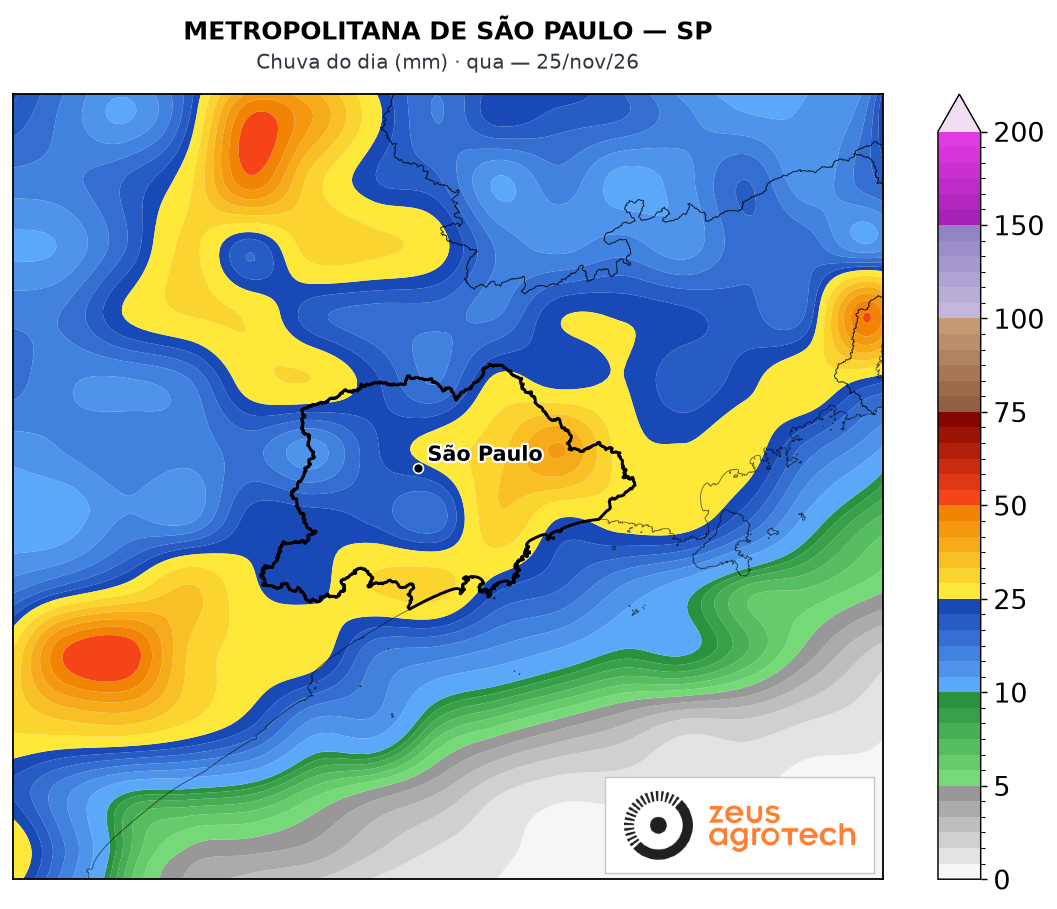 METROPOLITANA DE SÃO PAULO — SP
Chuva do dia (mm) · qua — 25/nov/26
200
150
100
75
50
25
10
5
0
São Paulo
zeus
agroTech